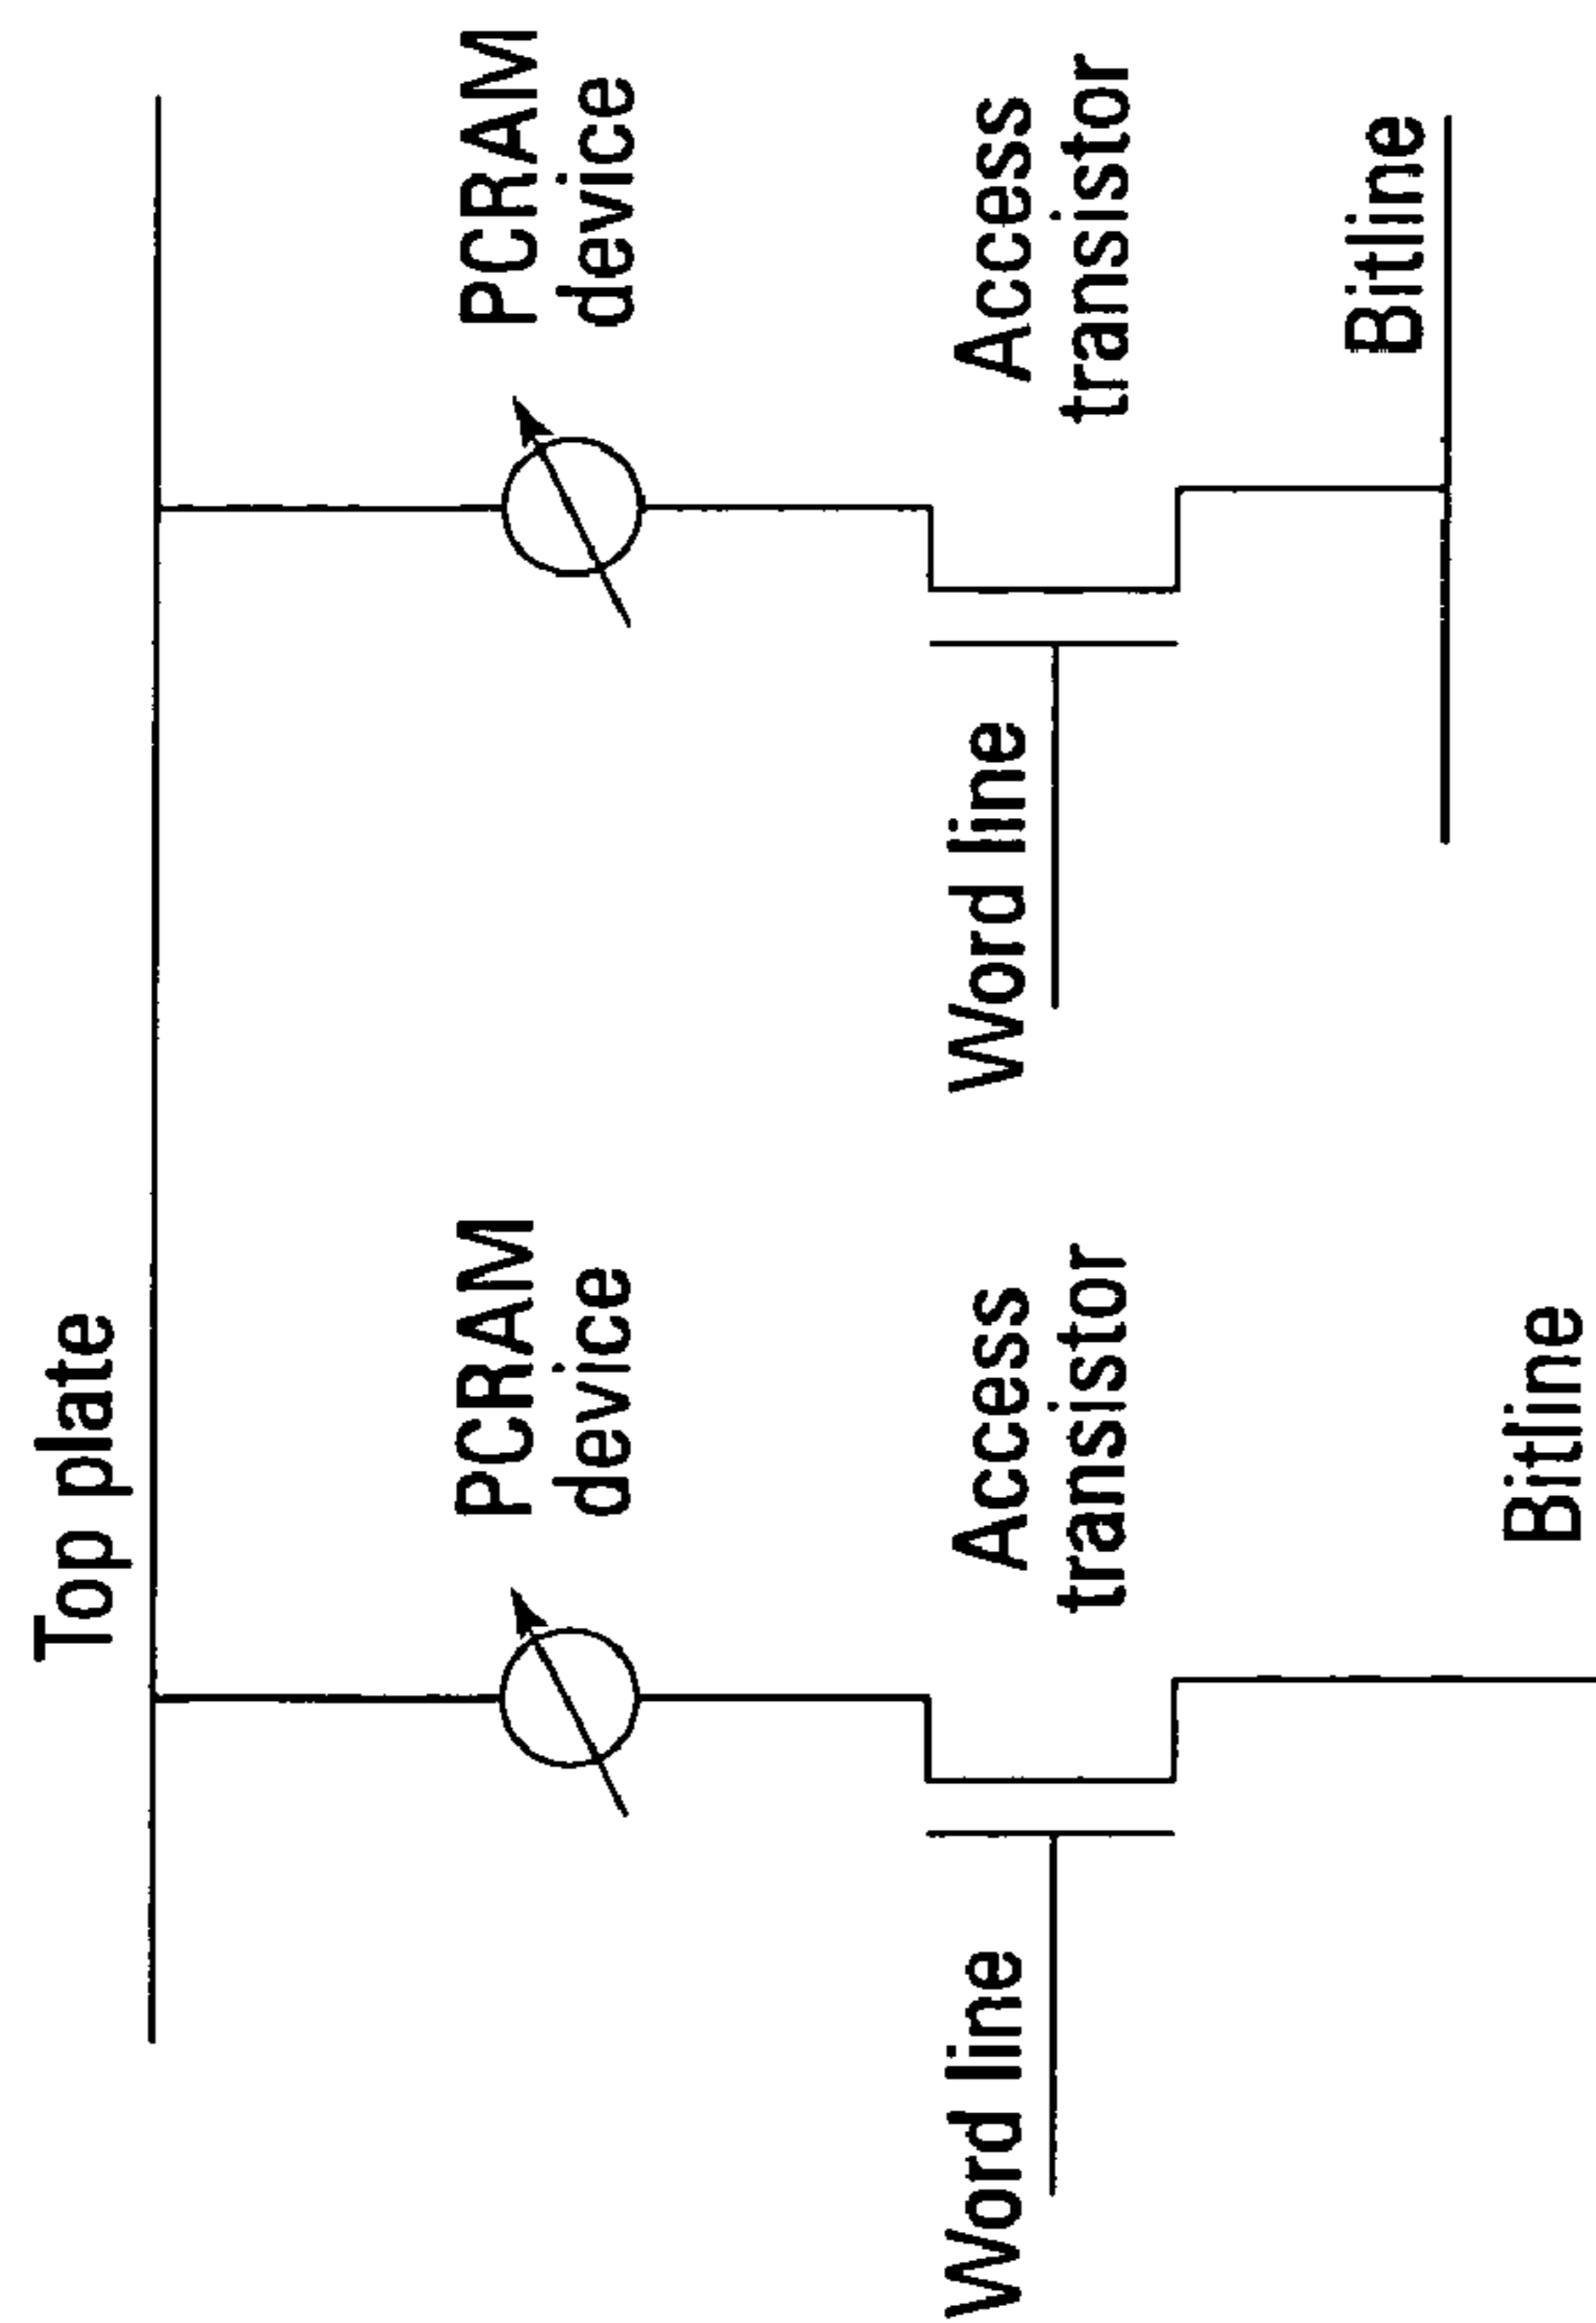 Top plate
PCRAM
device
PCRAM
device
Word line
Access
transistor
Word line
Access
transistor
Bitline
Bitline